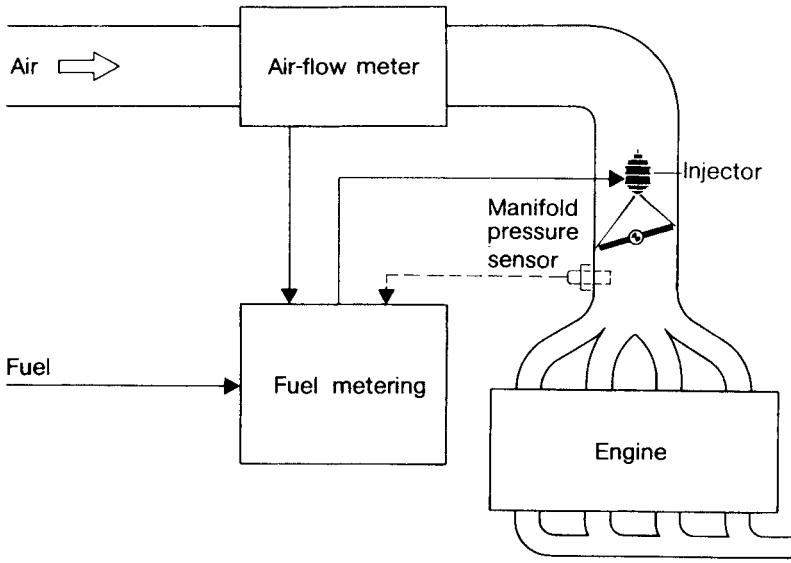 Air
Air-flow meter
Injector
Manifold
pressure
sensor
Fuel
Fuel metering
Engine